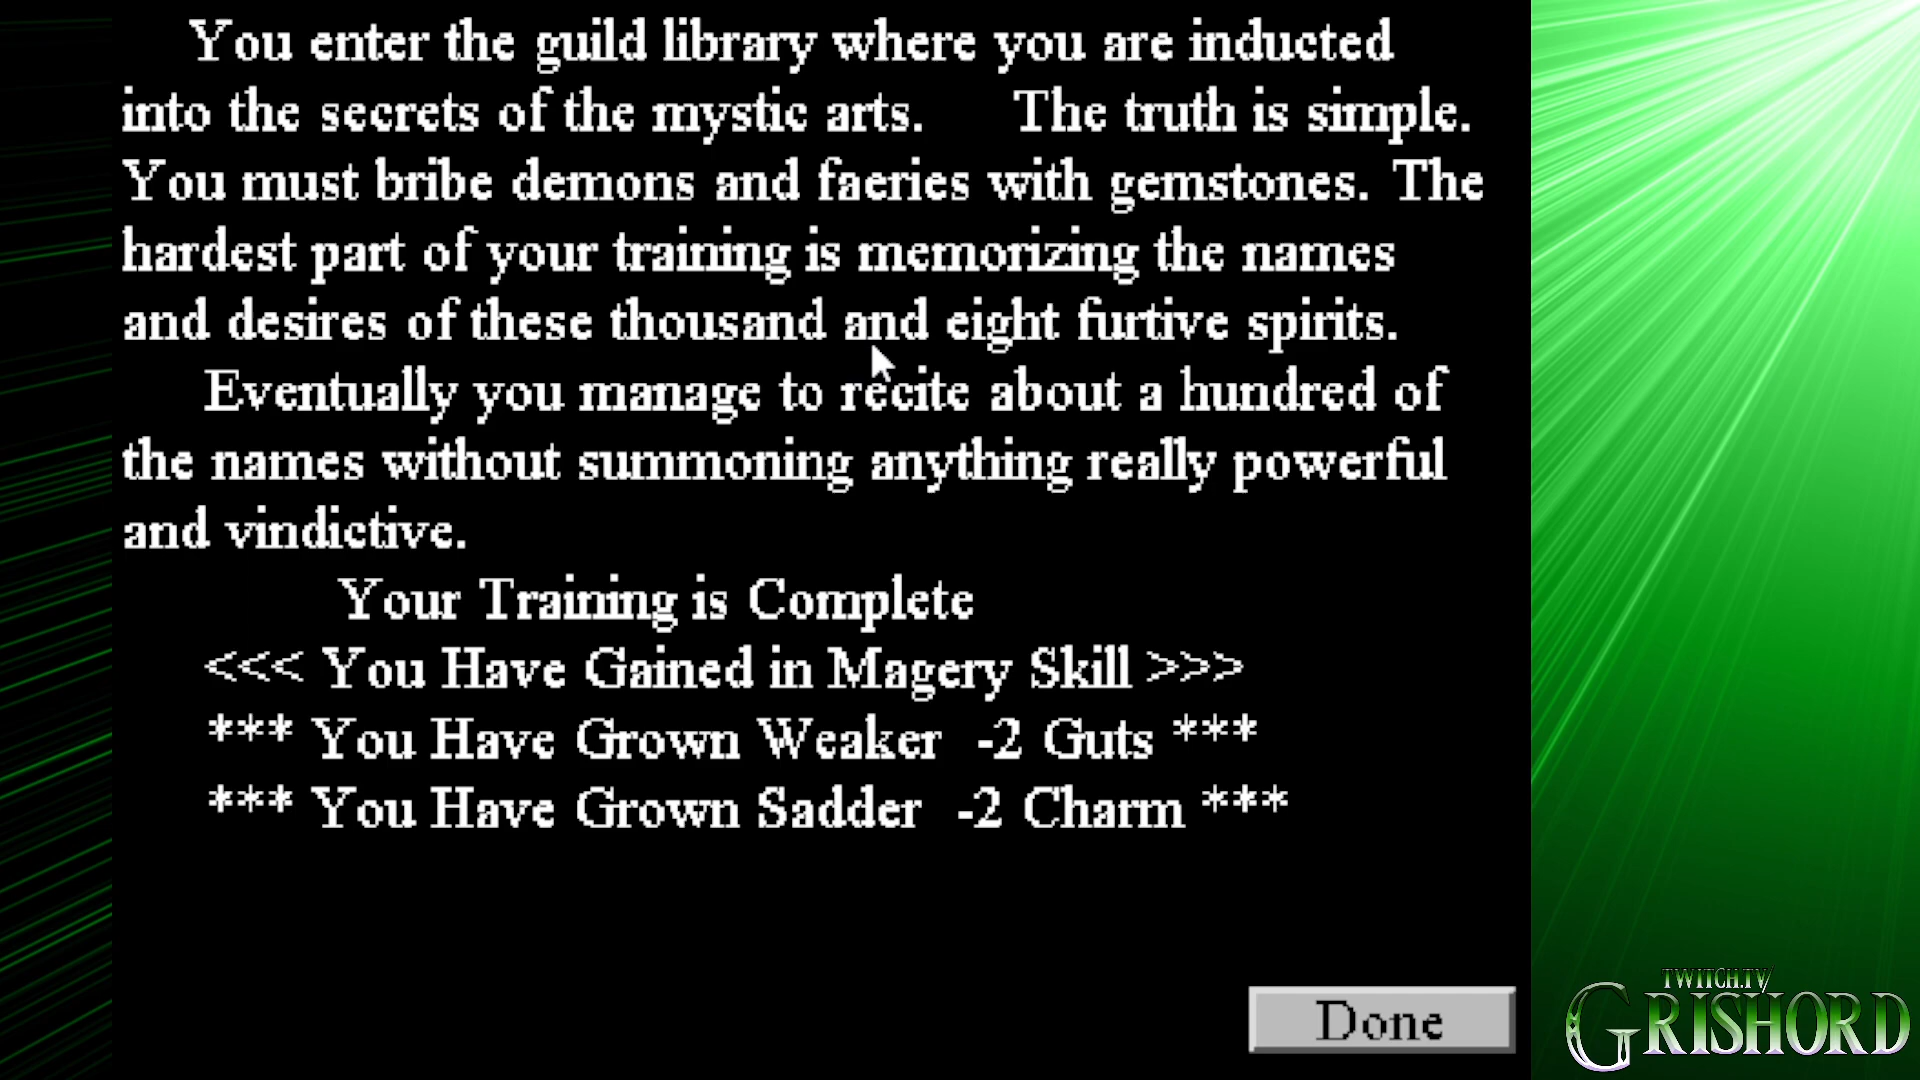 You enter the guild library where you are inducted
into the secrets of the mystic arts. The truth is simple.
You must bribe demons and faeries with gemstones. The
hardest part of your training is memorizing the names
and desires of these thousand and eight furtive spirits.
Eventually you manage to recite about a hundred of
the names without summoning anything really powerful
and vindictive.
Your Training is Complete
<<< You Have Gained in Magery Skill >>>
*** You Have Grown Weaker -2 Guts ***
*** You Have Grown Sadder -2 Charm ***
Done
TWITCH.TV/
GRISHORD